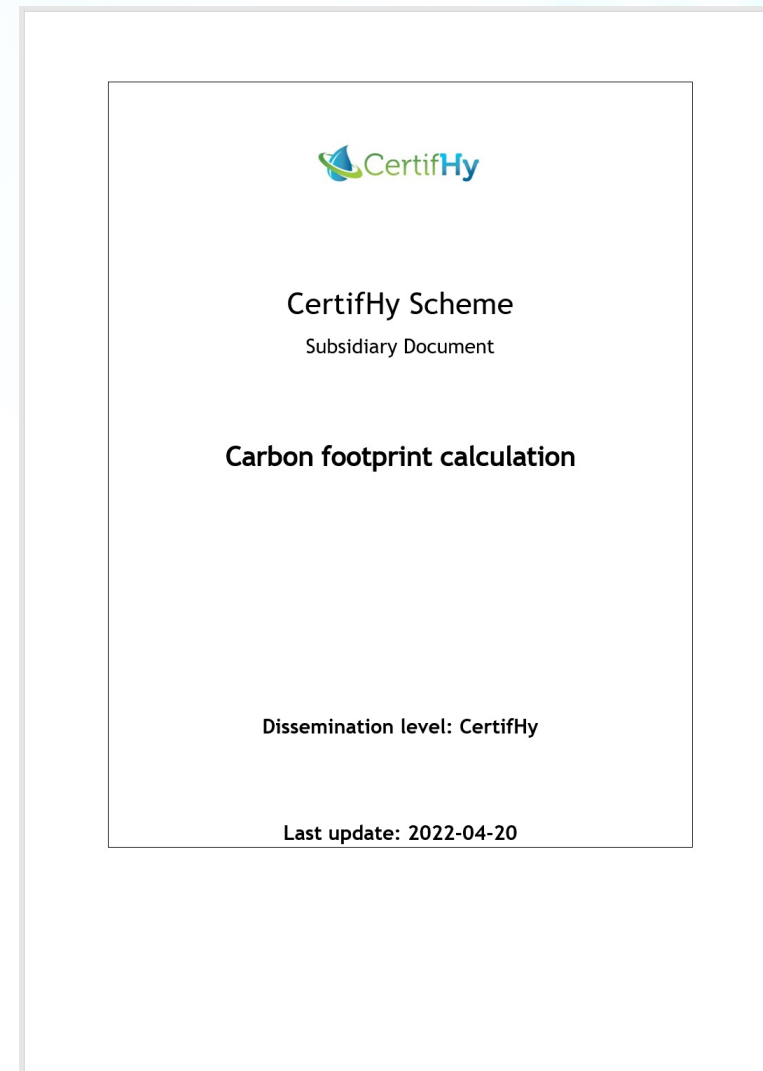 CertifHy
CertifHy Scheme
Subsidiary Document
Carbon footprint calculation
Dissemination level: CertifHy
Last update: 2022-04-20